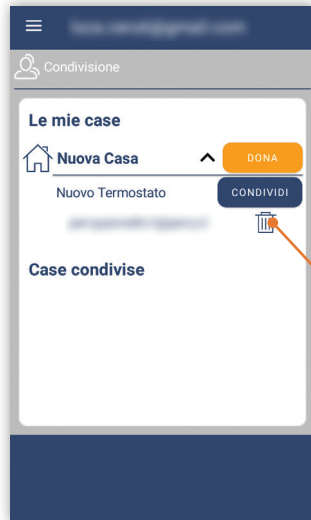 Condivisione
Le mie case
Nuova Casa DONA
Nuovo Termostato CONDIVIDI
Case condivise